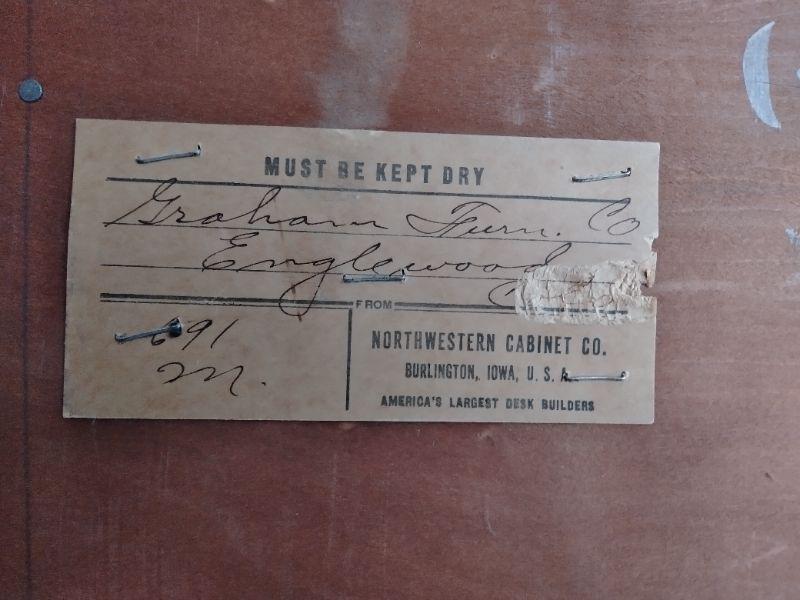 MUST BE KEPT DRY
Graham Furn. Co
Englewood
FROM
691
M.
NORTHWESTERN CABINET CO.
BURLINGTON, IOWA, U. S. A.
AMERICA'S LARGEST DESK BUILDERS